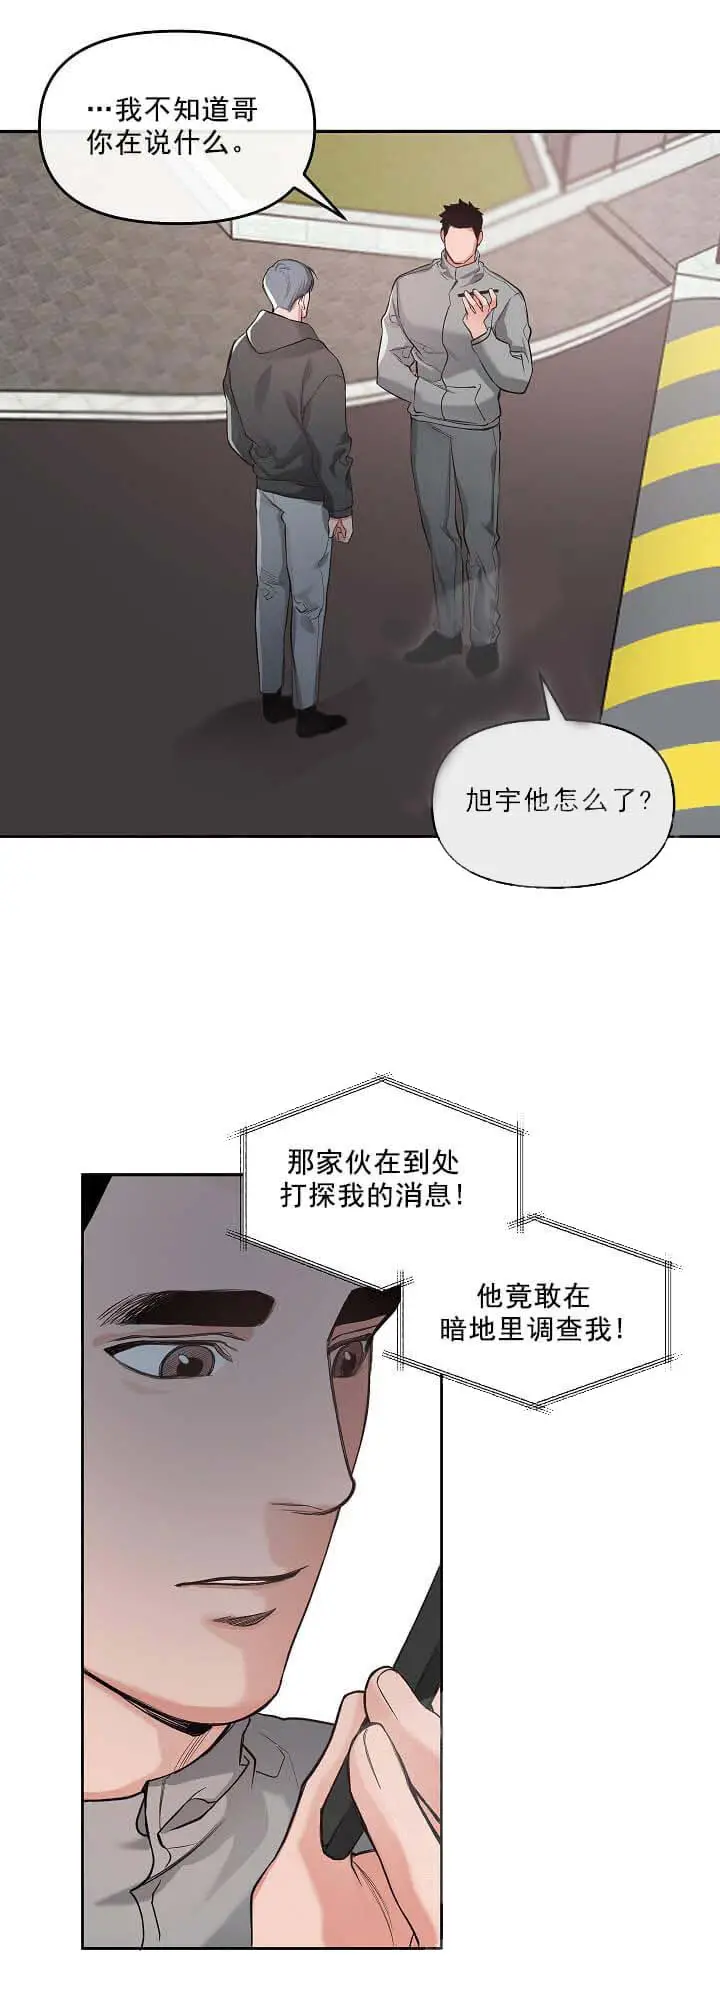 …我不知道哥
你在说什么。
旭宇他怎么了?
那家伙在到处
打探我的消息!
他竟敢在
暗地里调查我!